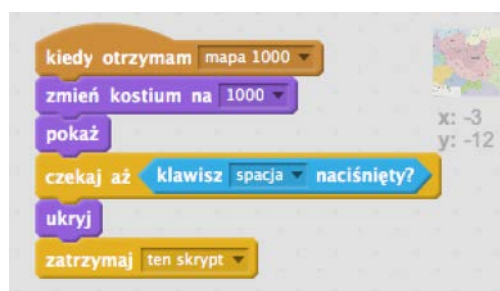 kiedy otrzymam mapa 1000
zmień kostium na 1000
pokaż
x: -3
y: -12
czekaj aż klawisz spacja naciśnięty?
ukryj
zatrzymaj ten skrypt